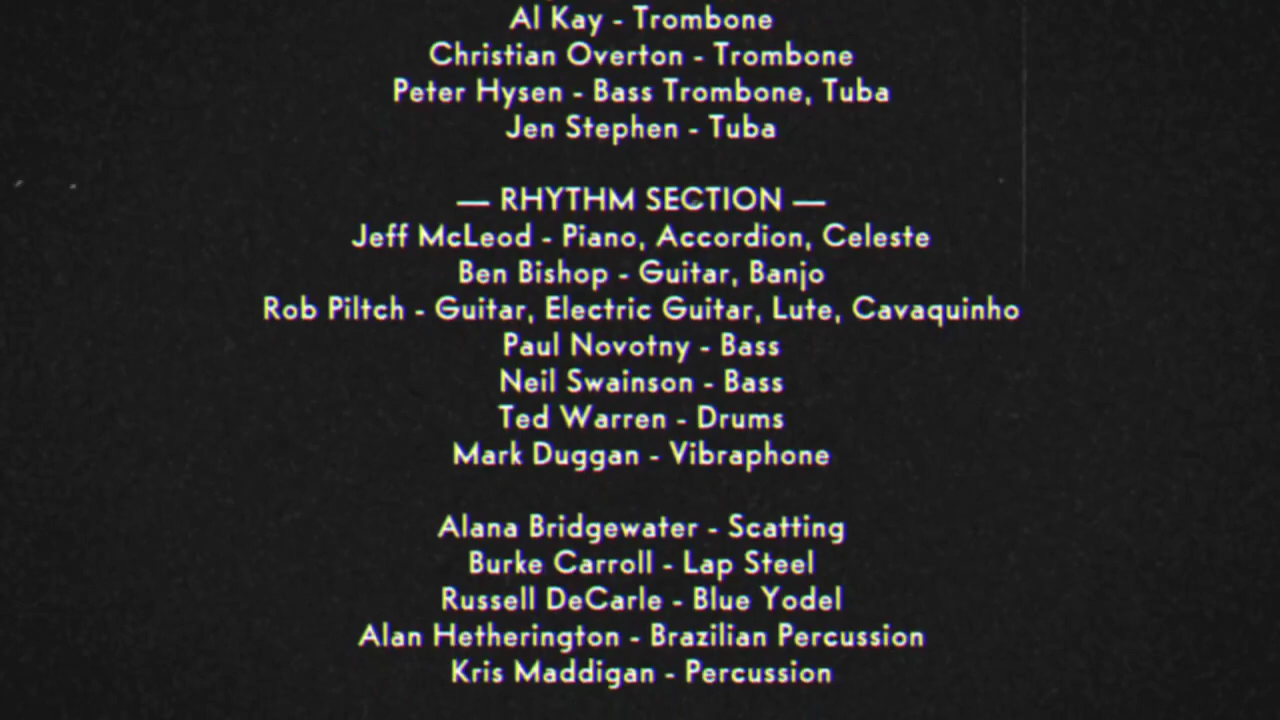 Al Kay - Trombone
Christian Overton - Trombone
Peter Hysen - Bass Trombone, Tuba
Jen Stephen - Tuba
— RHYTHM SECTION —
Jeff McLeod - Piano, Accordion, Celeste
Ben Bishop - Guitar, Banjo
Rob Piltch - Guitar, Electric Guitar, Lute, Cavaquinho
Paul Novotny - Bass
Neil Swainson - Bass
Ted Warren - Drums
Mark Duggan - Vibraphone
Alana Bridgewater - Scatting
Burke Carroll - Lap Steel
Russell DeCarle - Blue Yodel
Alan Hetherington - Brazilian Percussion
Kris Maddigan - Percussion